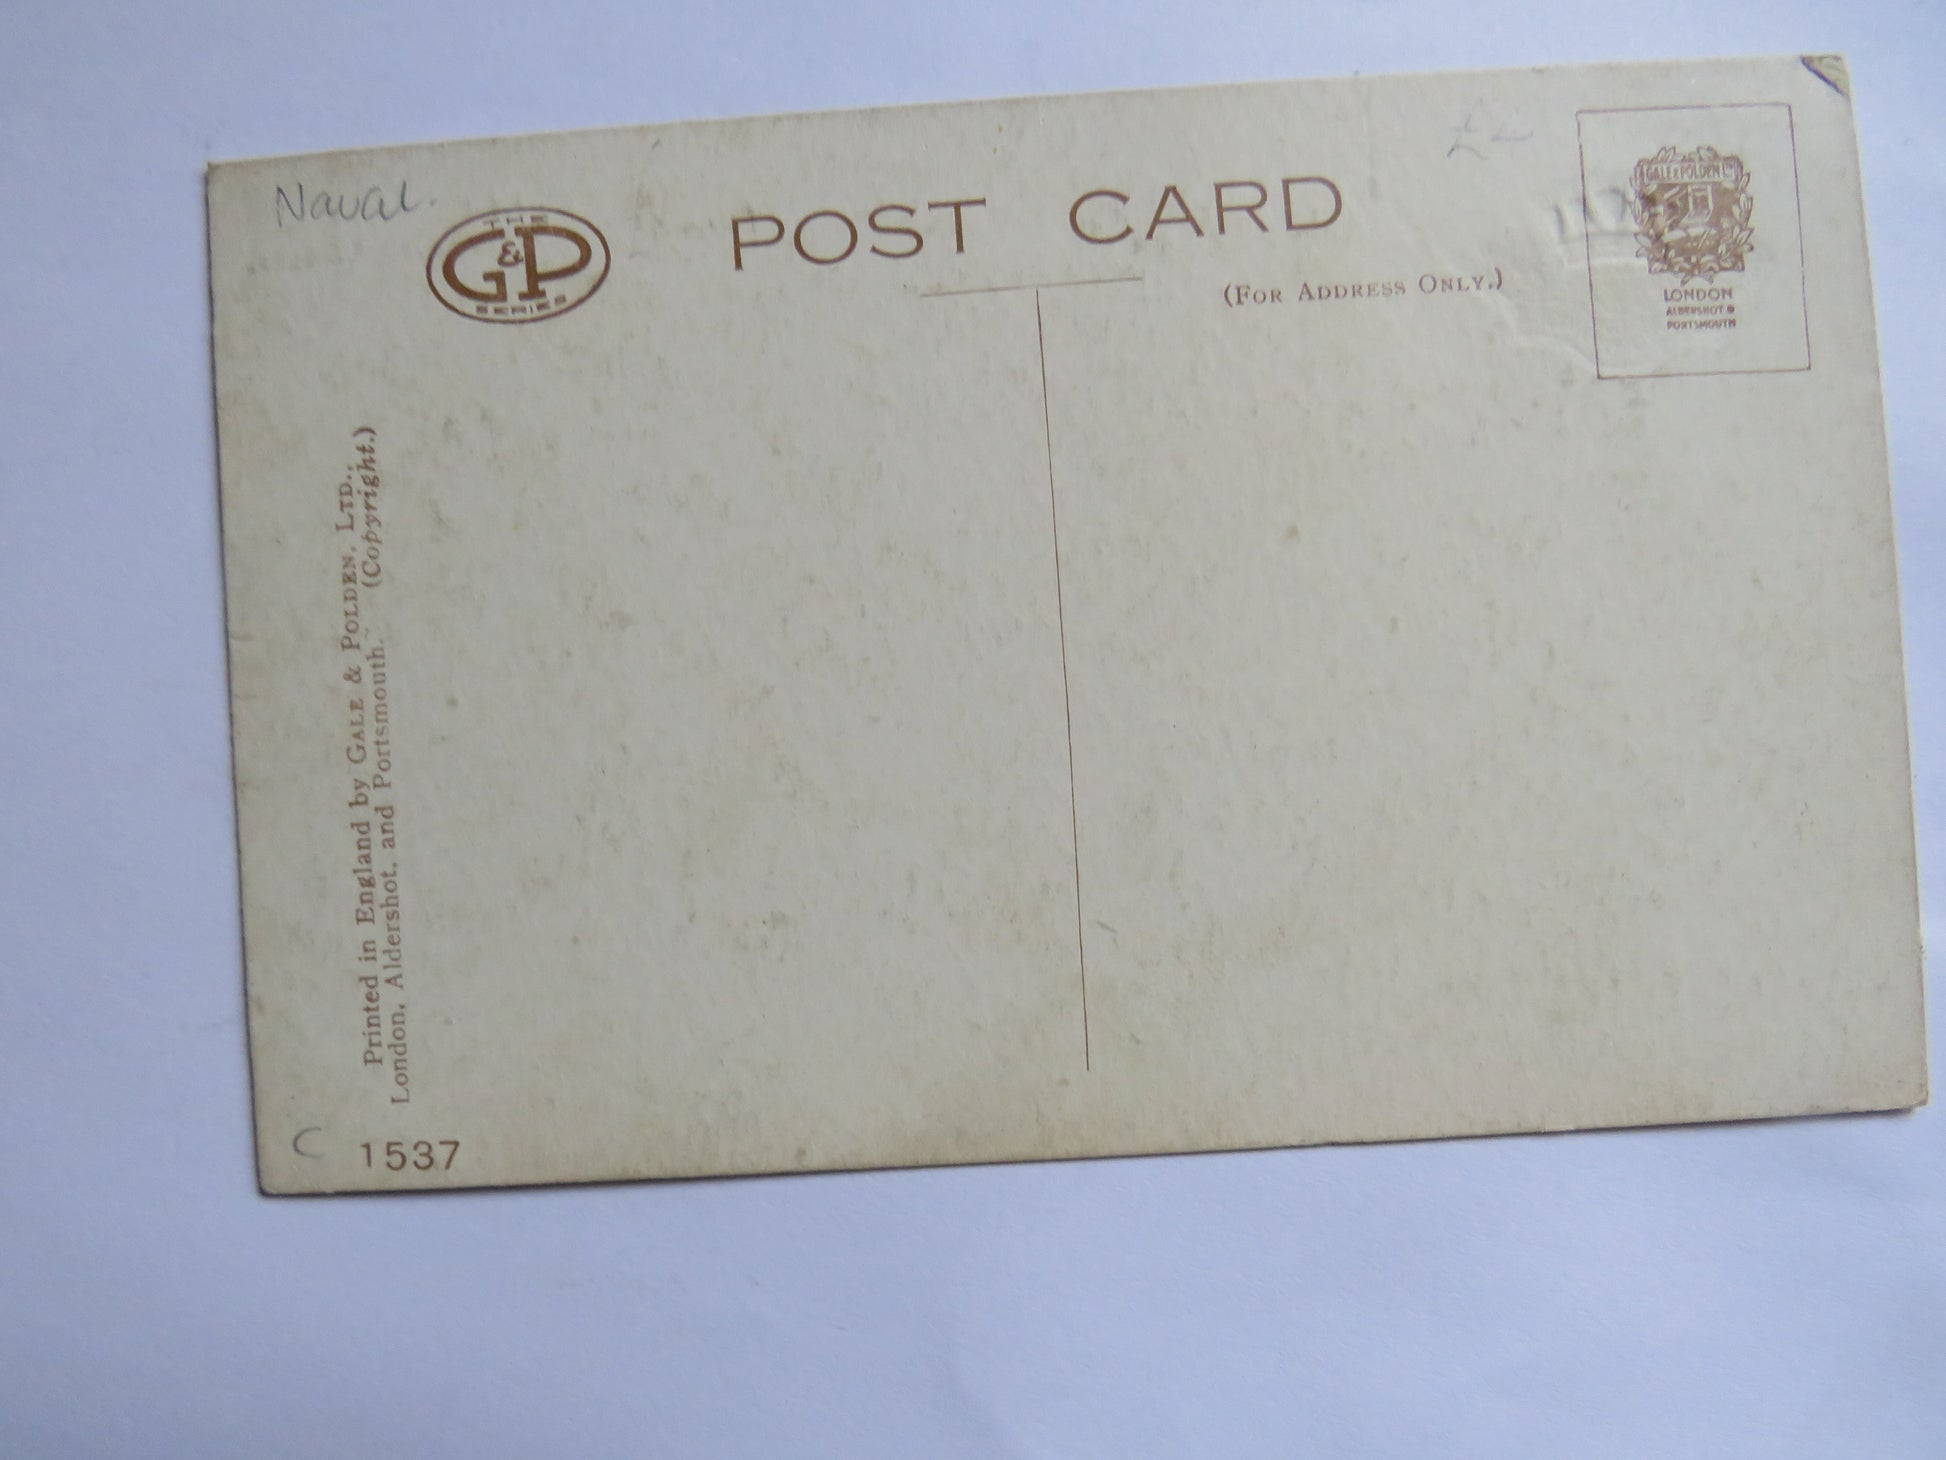 Naval.
THE
G&P
SERIES
POST CARD
(FOR ADDRESS ONLY.)
GALE & POLDEN LTD
LONDON
ALDERSHOT &
PORTSMOUTH
Printed in England by GALE & POLDEN, LTD.,
London, Aldershot, and Portsmouth. (Copyright.)
C
1537